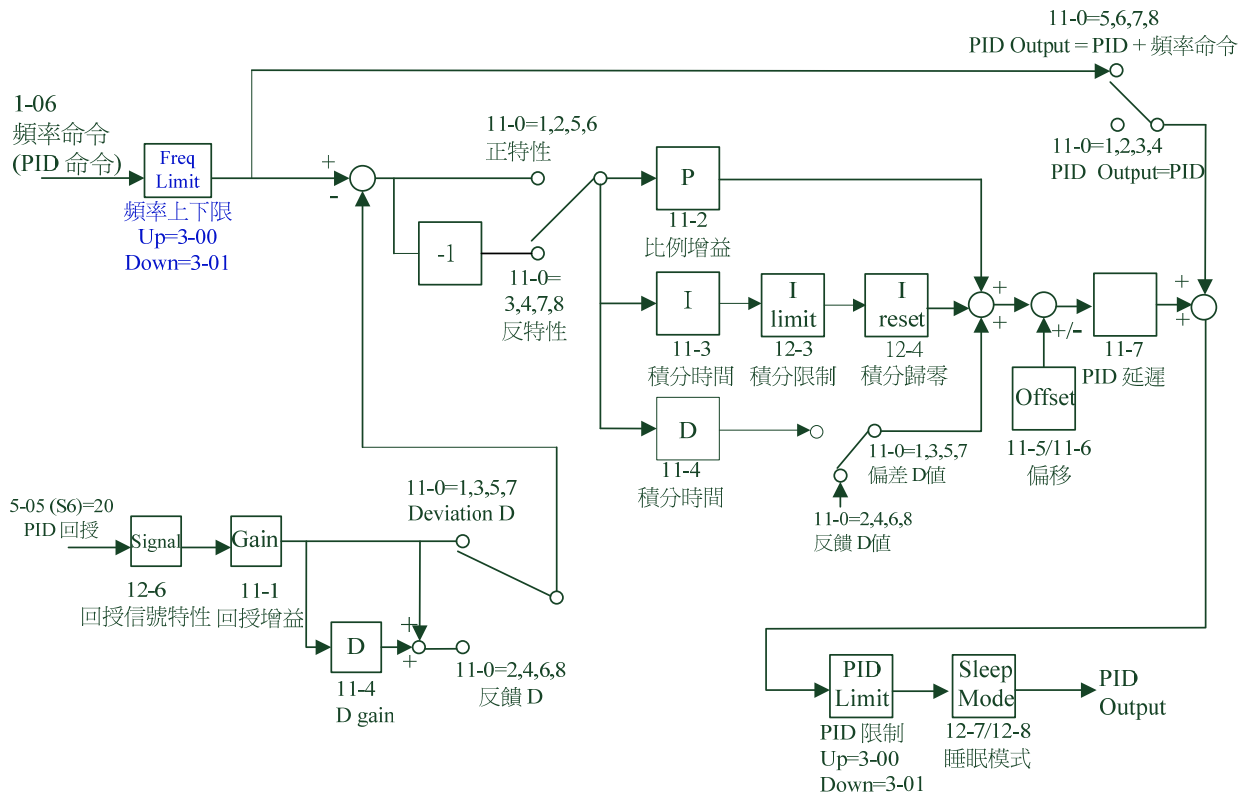 11-0=5,6,7,8
PID Output = PID + 頻率命令
1-06
頻率命令
(PID 命令)
Freq
Limit
頻率上下限
Up=3-00
Down=3-01
+
-
11-0=1,2,5,6
正特性
-1
11-0=
3,4,7,8
反特性
P
11-2
比例增益
I
11-3
積分時間
I
limit
12-3
積分限制
I
reset
12-4
積分歸零
D
11-4
積分時間
11-0=1,3,5,7
偏差 D值
11-0=2,4,6,8
反饋 D值
+
+
+/-
Offset
11-5/11-6
偏移
11-7
PID 延遲
+
+
11-0=1,2,3,4
PID Output=PID
5-05 (S6)=20
PID 回授
Signal
12-6
回授信號特性
Gain
11-1
回授增益
11-0=1,3,5,7
Deviation D
D
11-4
D gain
+
+
11-0=2,4,6,8
反饋 D
PID
Limit
PID 限制
Up=3-00
Down=3-01
Sleep
Mode
12-7/12-8
睡眠模式
PID
Output